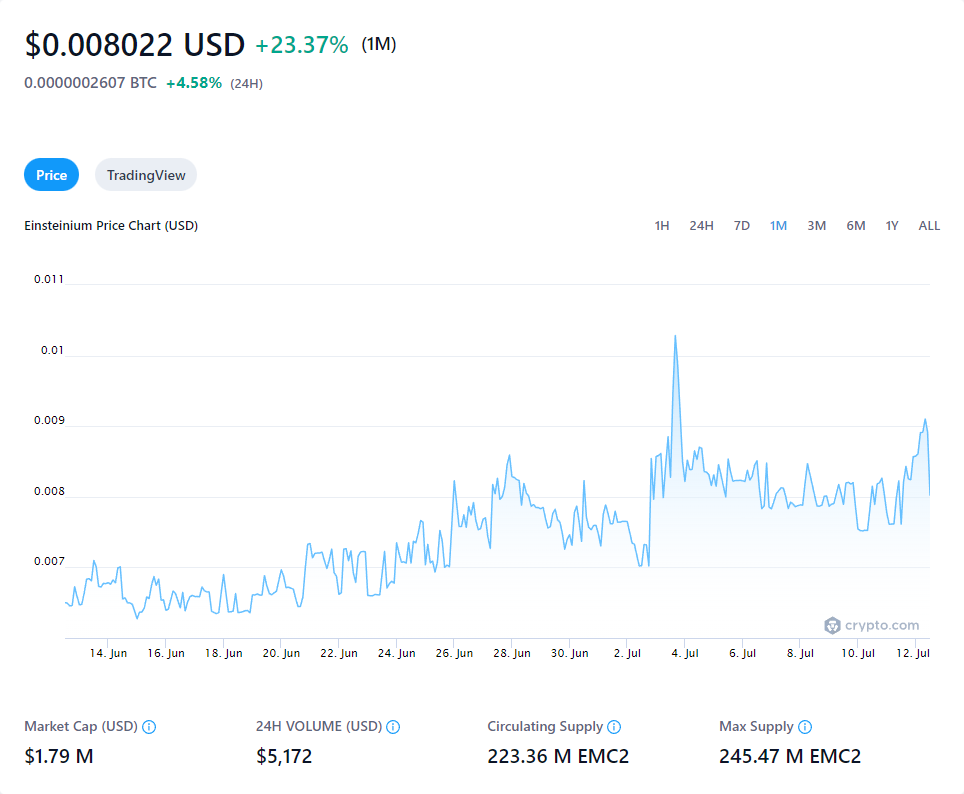 $0.008022 USD +23.37% (1M)
0.0000002607 BTC +4.58% (24H)
Price TradingView
Einsteinium Price Chart (USD) 1H 24H 7D 1M 3M 6M 1Y ALL
0.011
0.01
0.009
0.008
0.007
crypto.com
14. Jun 16. Jun 18. Jun 20. Jun 22. Jun 24. Jun 26. Jun 28. Jun 30. Jun 2. Jul 4. Jul 6. Jul 8. Jul 10. Jul 12. Jul
Market Cap (USD) 24H VOLUME (USD) Circulating Supply Max Supply
$1.79 M $5,172 223.36 M EMC2 245.47 M EMC2